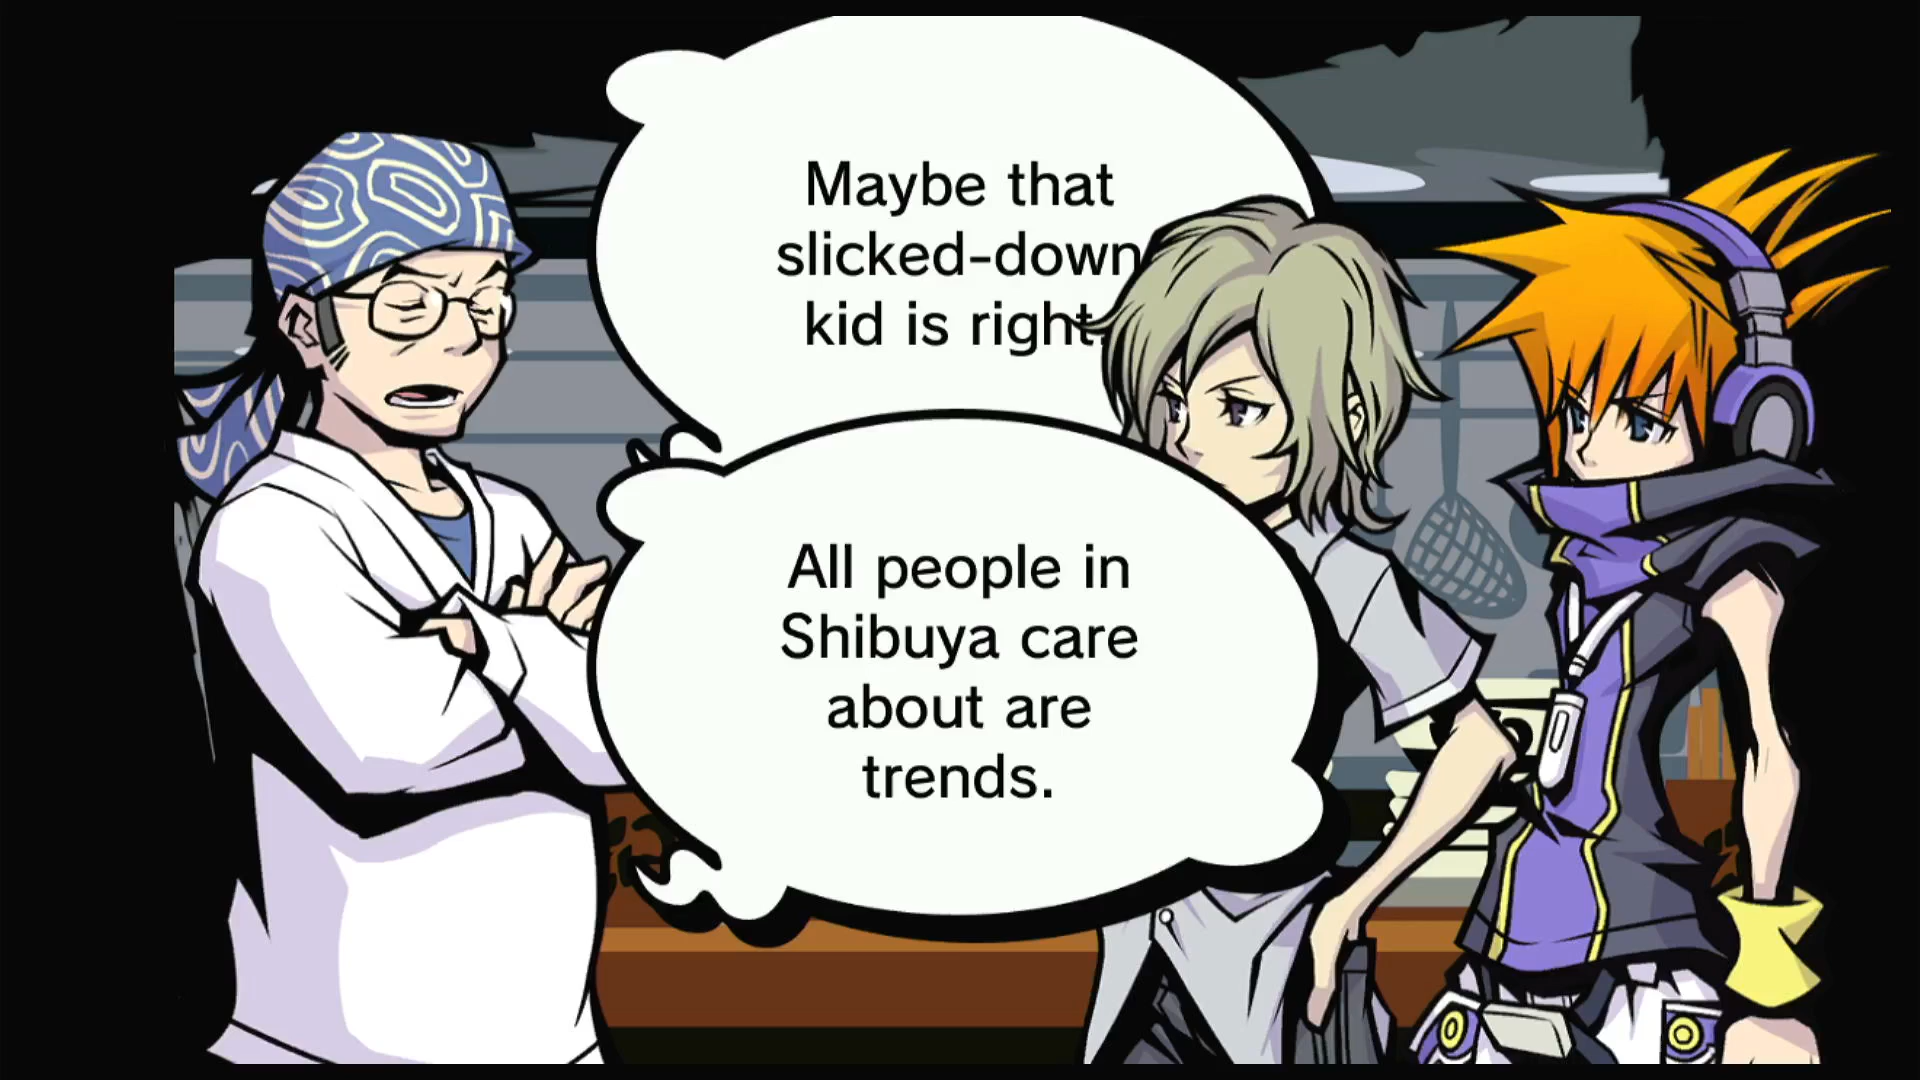 Maybe that
slicked-down
kid is right.
All people in
Shibuya care
about are
trends.